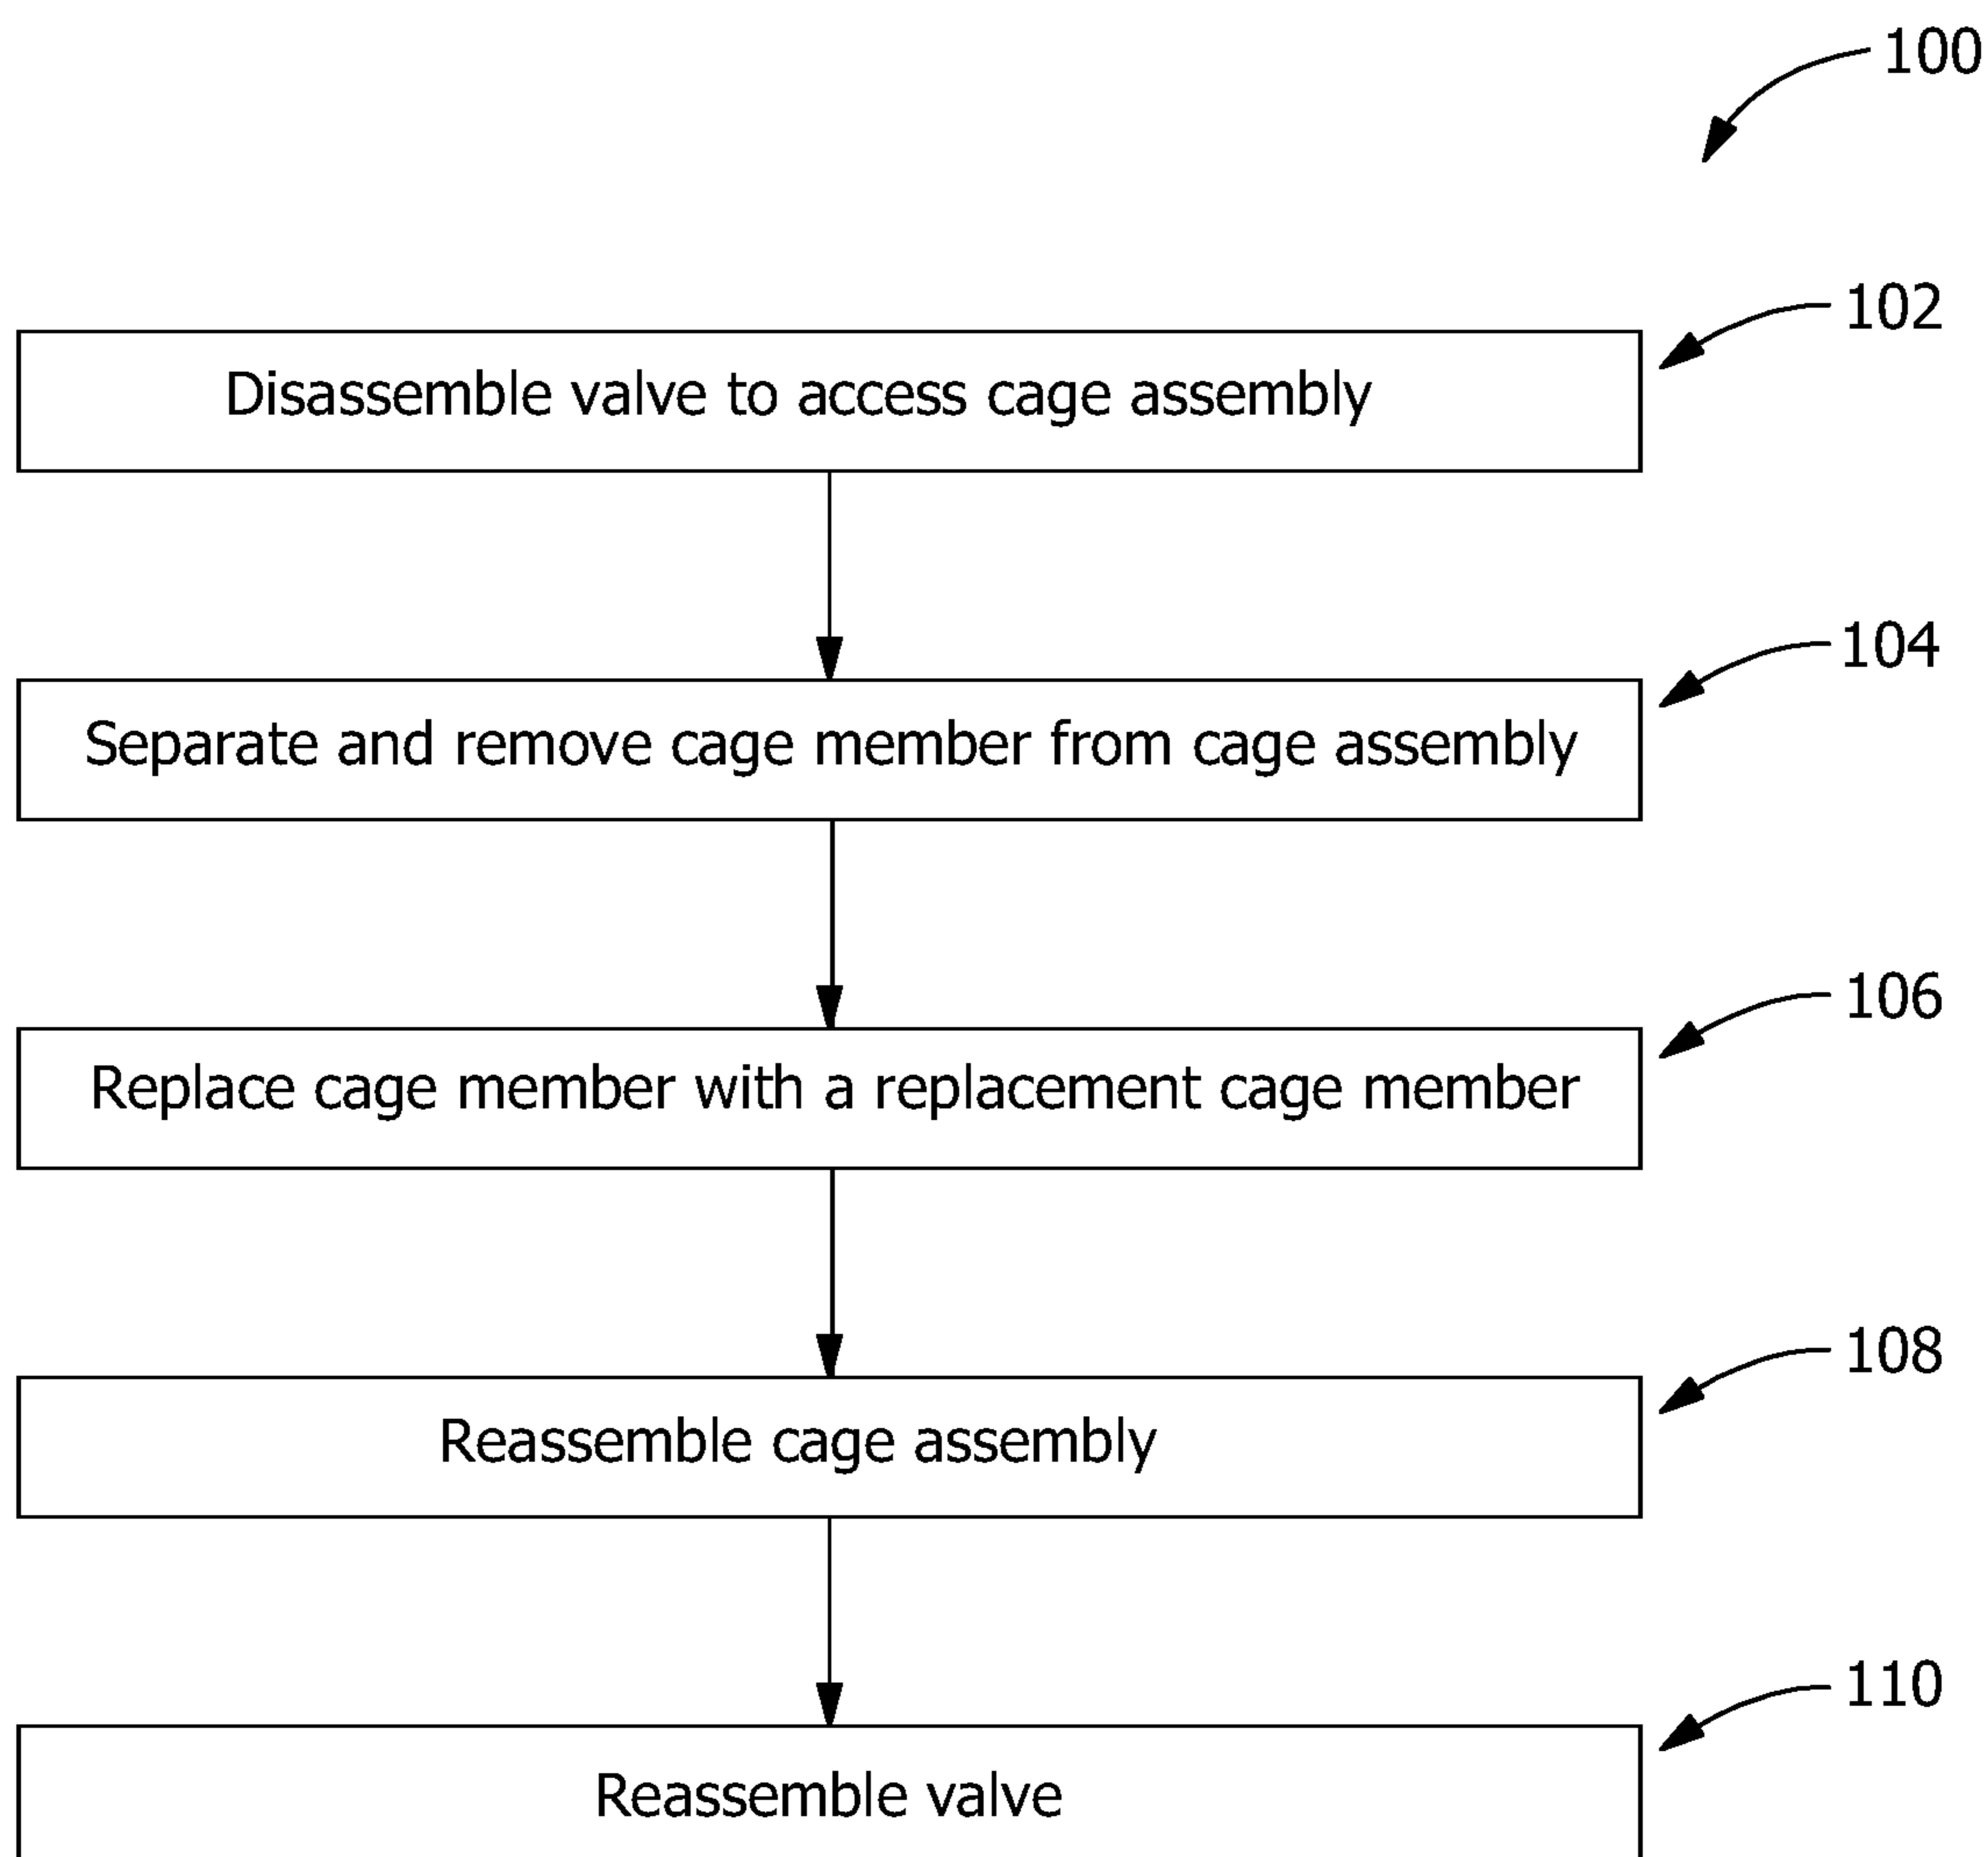 100
102
Disassemble valve to access cage assembly
104
Separate and remove cage member from cage assembly
106
Replace cage member with a replacement cage member
108
Reassemble cage assembly
110
Reassemble valve